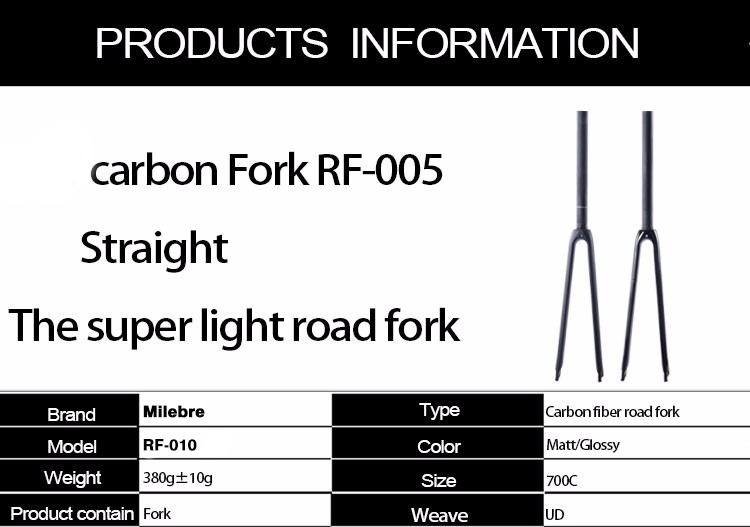 PRODUCTS INFORMATION
carbon Fork RF-005
Straight
The super light road fork
Brand Milebre Type Carbon fiber road fork
Model RF-010 Color Matt/Glossy
Weight 380g±10g Size 700C
Product contain Fork Weave UD